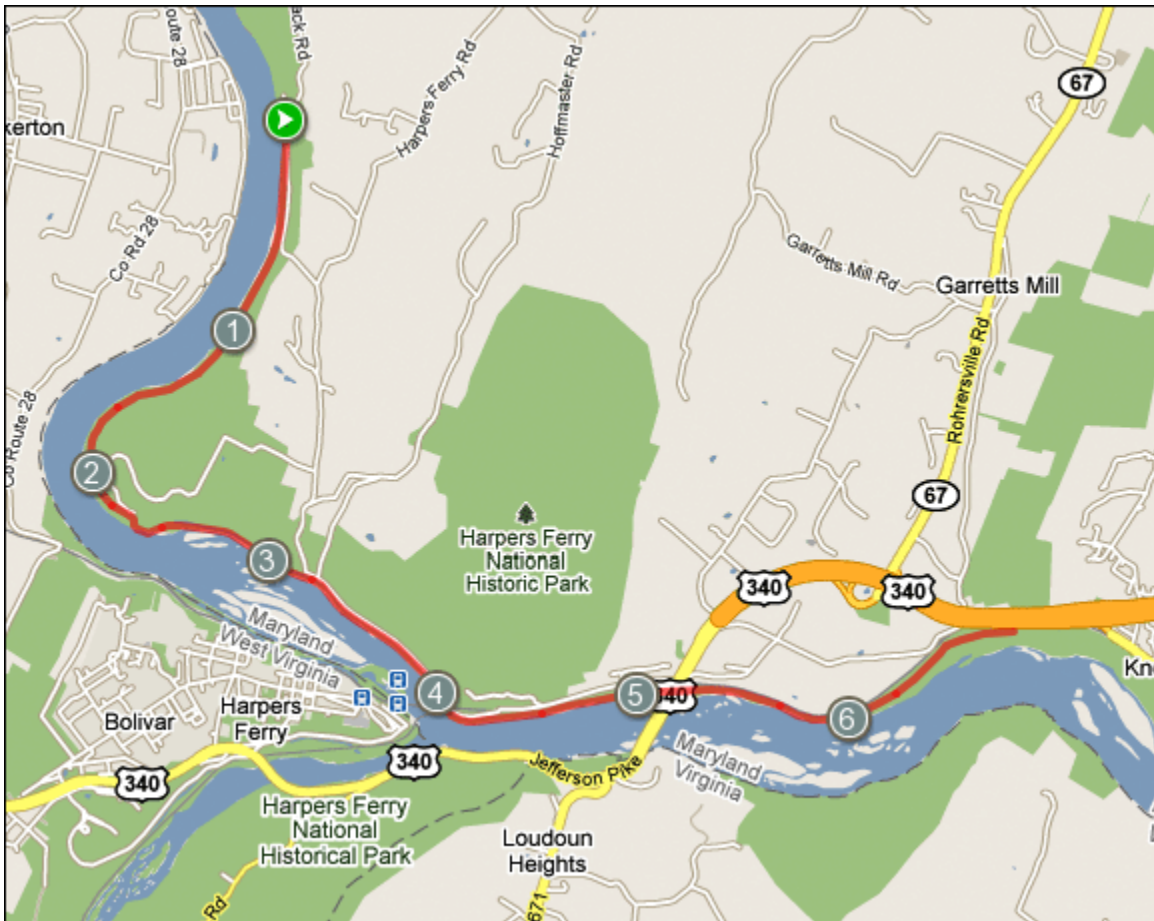 Route 28
ack Rd
Harpers Ferry Rd
Hoffmaster Rd
67
kerton
Co Rd 28
1
Garretts Mill Rd
Garretts Mill
Rohrersville Rd
Co Route 28
2
67
Harpers Ferry
National
Historic Park
3
340
340
Maryland
West Virginia
4
5
340
6
Kno
Bolivar
Harpers
Ferry
340
340
Jefferson Pike
Maryland
Virginia
Harpers Ferry
National
Historical Park
Loudoun
Heights
Rd
671